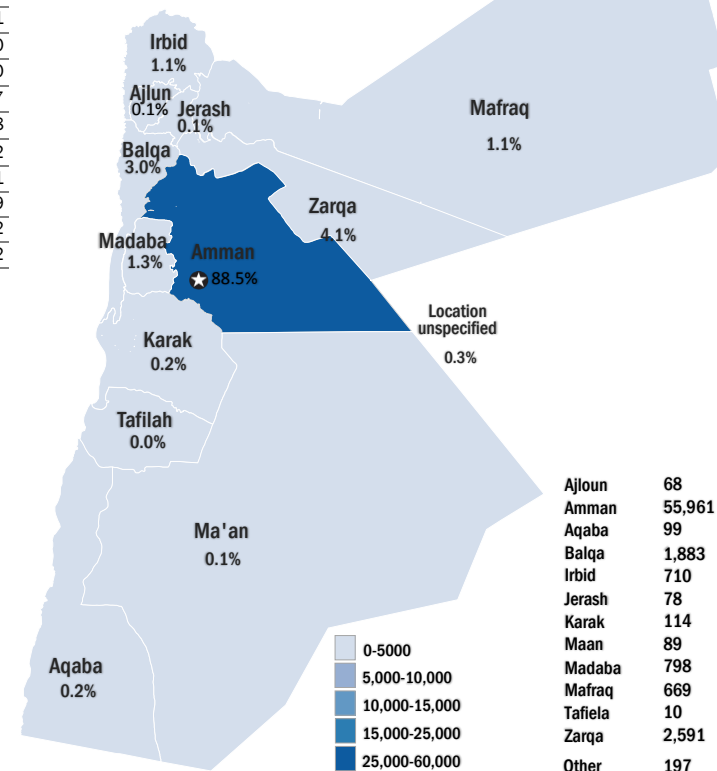 Irbid
1.1%
Ajlun
0.1%
Jerash
0.1%
Mafraq
1.1%
Balqa
3.0%
Zarqa
4.1%
Madaba
1.3%
Amman
88.5%
Location
unspecified
0.3%
Karak
0.2%
Tafilah
0.0%
Ma'an
0.1%
Aqaba
0.2%
0-5000
5,000-10,000
10,000-15,000
15,000-25,000
25,000-60,000
Ajloun 68
Amman 55,961
Aqaba 99
Balqa 1,883
Irbid 710
Jerash 78
Karak 114
Maan 89
Madaba 798
Mafraq 669
Tafiela 10
Zarqa 2,591
Other 197